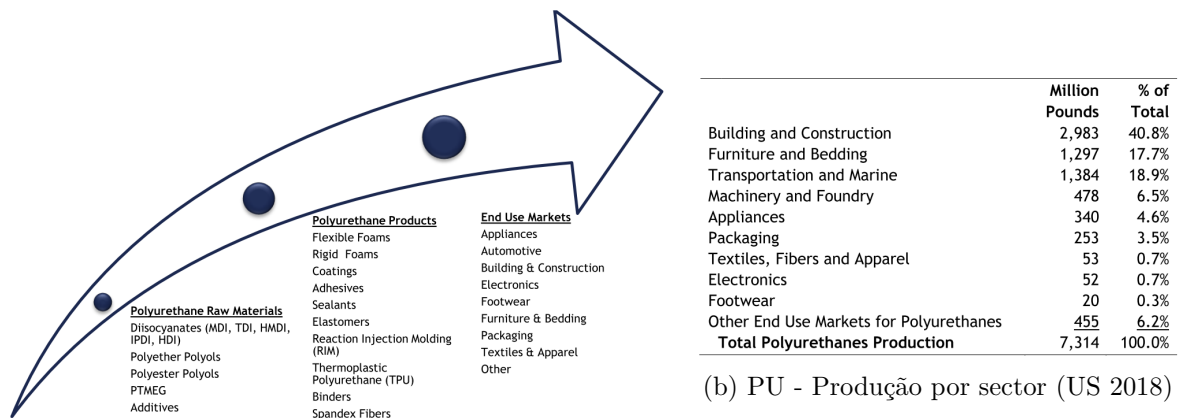 Polyurethane Raw Materials
Diisocyanates (MDI, TDI, HMDI,
IPDI, HDI)
Polyether Polyols
Polyester Polyols
PTMEG
Additives
Polyurethane Products
Flexible Foams
Rigid Foams
Coatings
Adhesives
Sealants
Elastomers
Reaction Injection Molding
(RIM)
Thermoplastic
Polyurethane (TPU)
Binders
Spandex Fibers
End Use Markets
Appliances
Automotive
Building & Construction
Electronics
Footwear
Furniture & Bedding
Packaging
Textiles & Apparel
Other
Million % of
Pounds Total
Building and Construction 2,983 40.8%
Furniture and Bedding 1,297 17.7%
Transportation and Marine 1,384 18.9%
Machinery and Foundry 478 6.5%
Appliances 340 4.6%
Packaging 253 3.5%
Textiles, Fibers and Apparel 53 0.7%
Electronics 52 0.7%
Footwear 20 0.3%
Other End Use Markets for Polyurethanes 455 6.2%
Total Polyurethanes Production 7,314 100.0%
(b) PU - Produção por sector (US 2018)